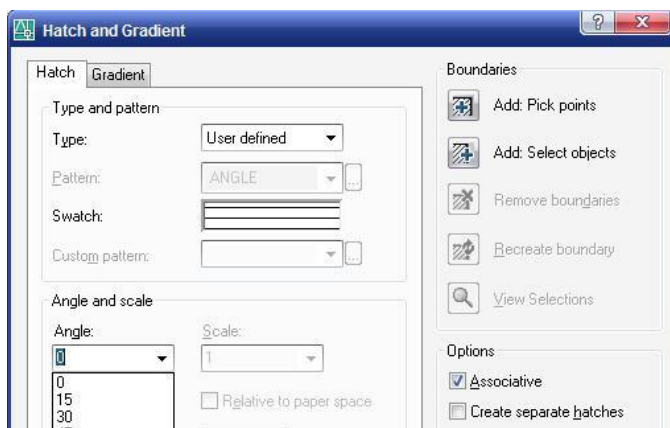 Hatch and Gradient
Hatch
Gradient
Type and pattern
Type:
User defined
Pattern:
ANGLE
...
Swatch:
Custom pattern:
...
Angle and scale
Angle:
0
0
15
30
Scale:
1
Relative to paper space
Boundaries
Add: Pick points
Add: Select objects
Remove boundaries
Recreate boundary
View Selections
Options
Associative
Create separate hatches